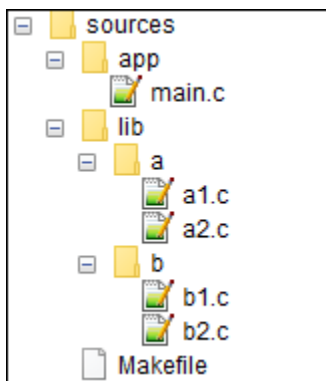 sources
app
main.c
lib
a
a1.c
a2.c
b
b1.c
b2.c
Makefile